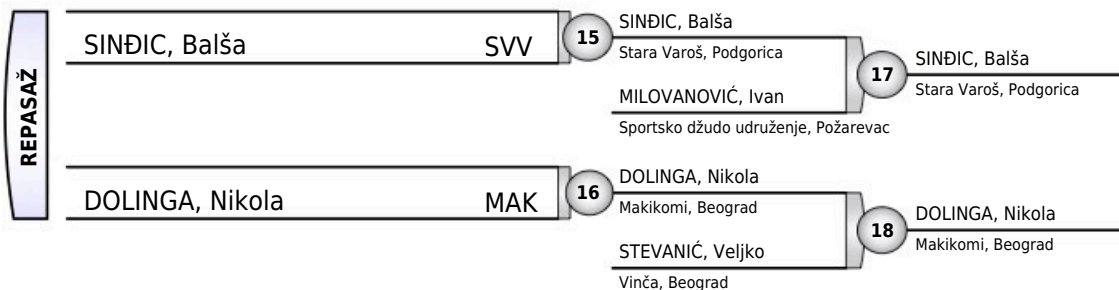 REPASAŽ
SINĐIC, Balša SVV
15
SINĐIC, Balša
Stara Varoš, Podgorica
MILOVANOVIĆ, Ivan
Sportsko džudo udruženje, Požarevac
17
SINĐIC, Balša
Stara Varoš, Podgorica
DOLINGA, Nikola MAK
16
DOLINGA, Nikola
Makikomi, Beograd
STEVANIĆ, Veljko
Vinča, Beograd
18
DOLINGA, Nikola
Makikomi, Beograd